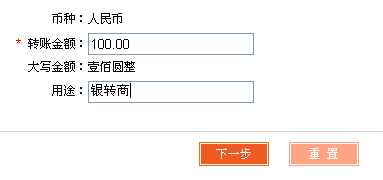 币种：人民币
* 转账金额：100.00
大写金额：壹佰圆整
用途：银转商
下一步 重 置